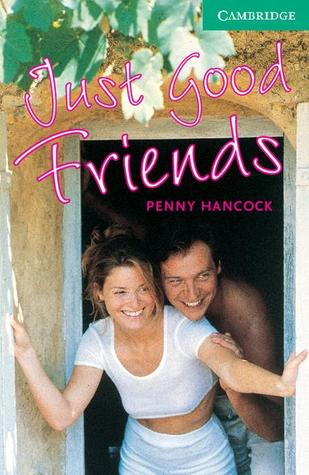 CAMBRIDGE
Just Good
Friends
PENNY HANCOCK